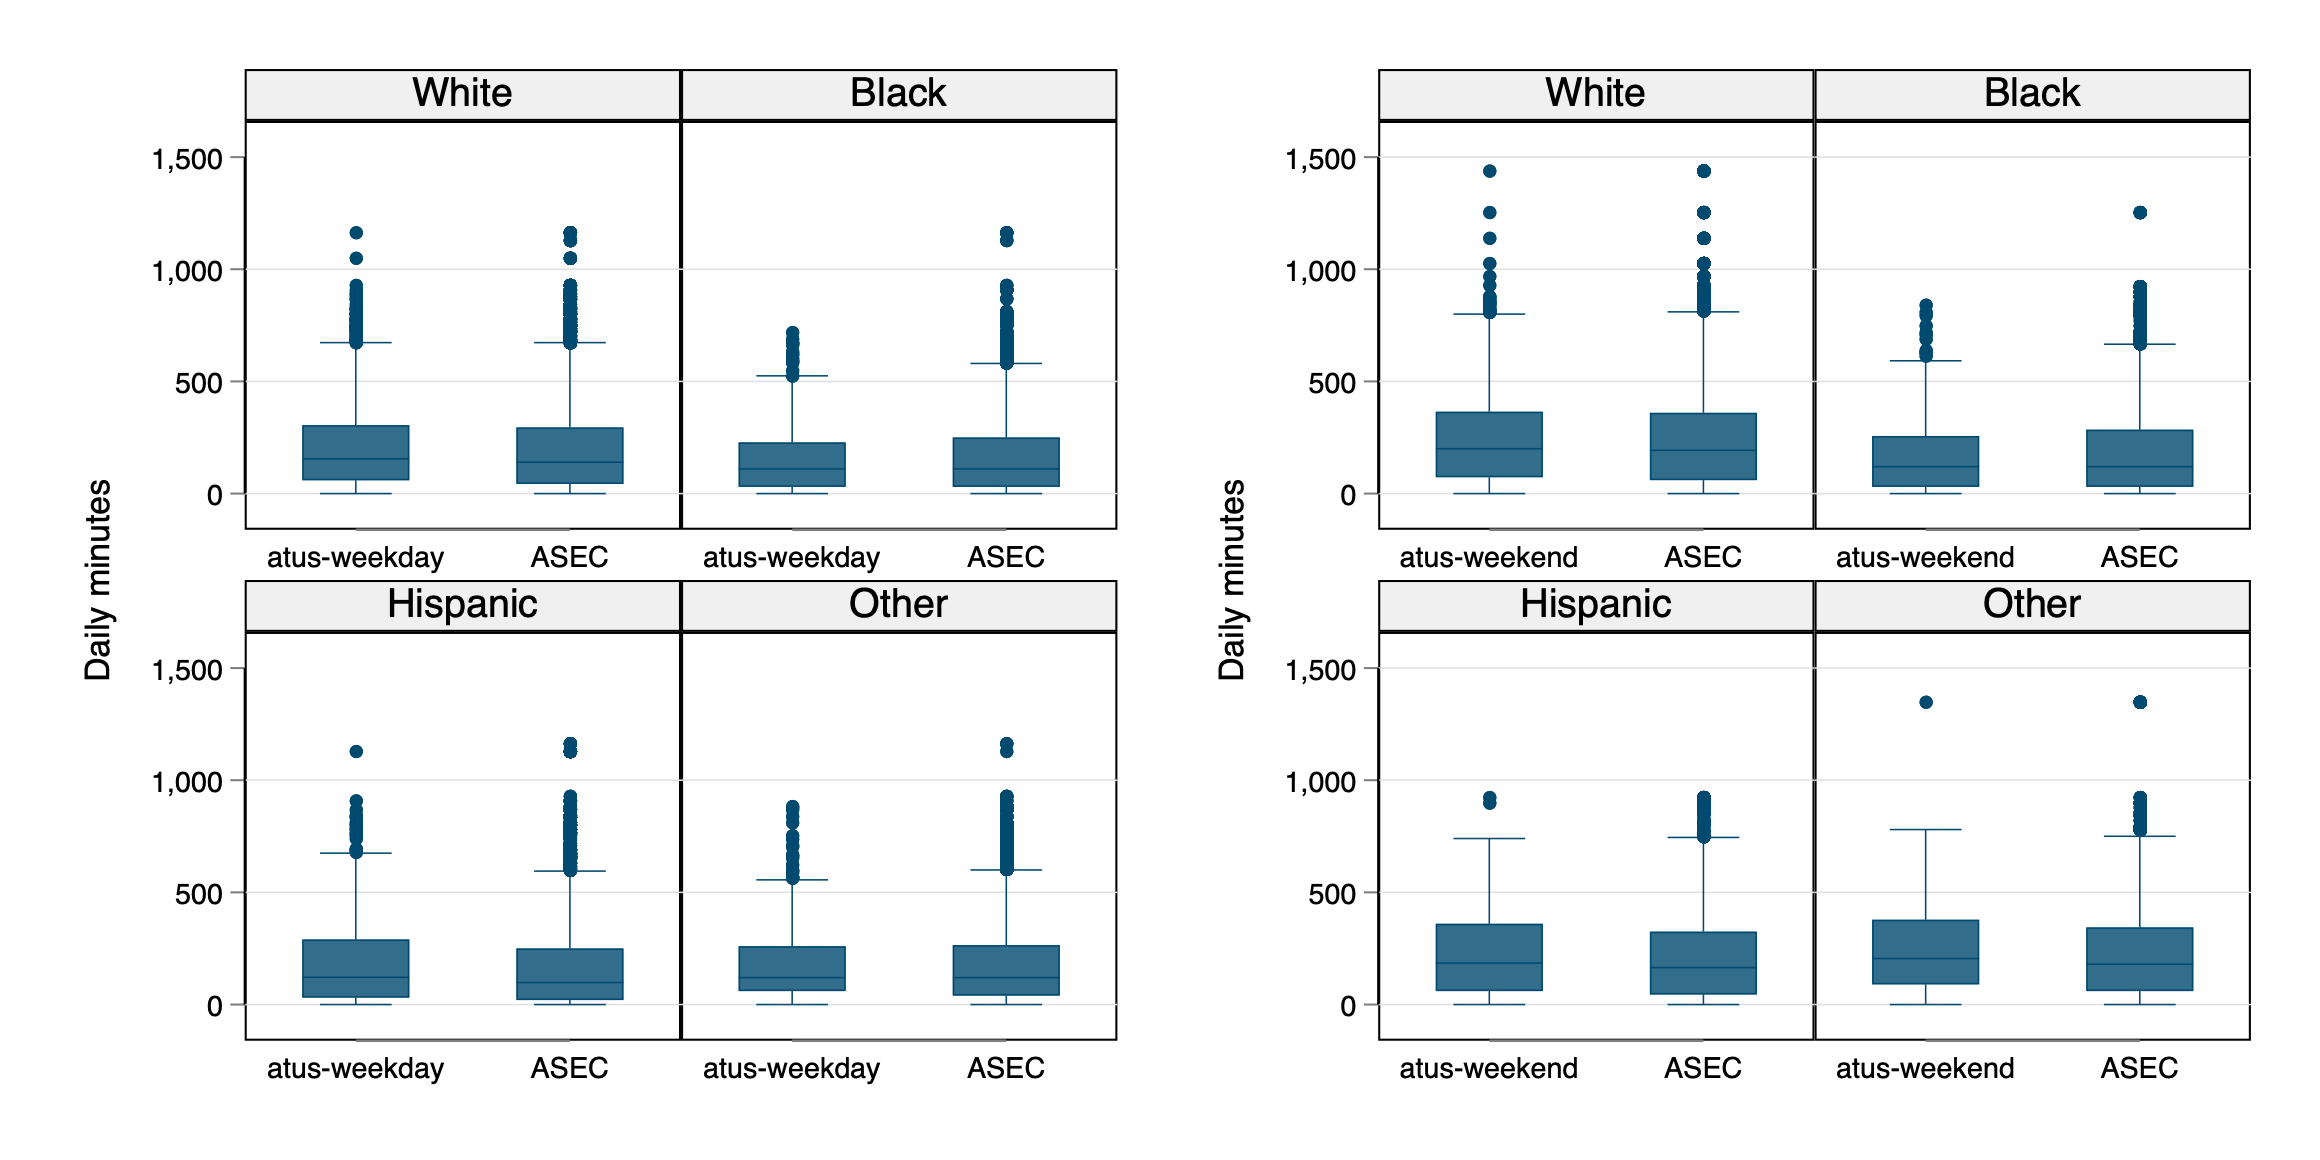 White Black
1,500
1,000
500
0
atus-weekday ASEC atus-weekday ASEC
Hispanic Other
1,500
1,000
500
0
atus-weekday ASEC atus-weekday ASEC
Daily minutes
White Black
1,500
1,000
500
0
atus-weekend ASEC atus-weekend ASEC
Hispanic Other
1,500
1,000
500
0
atus-weekend ASEC atus-weekend ASEC
Daily minutes